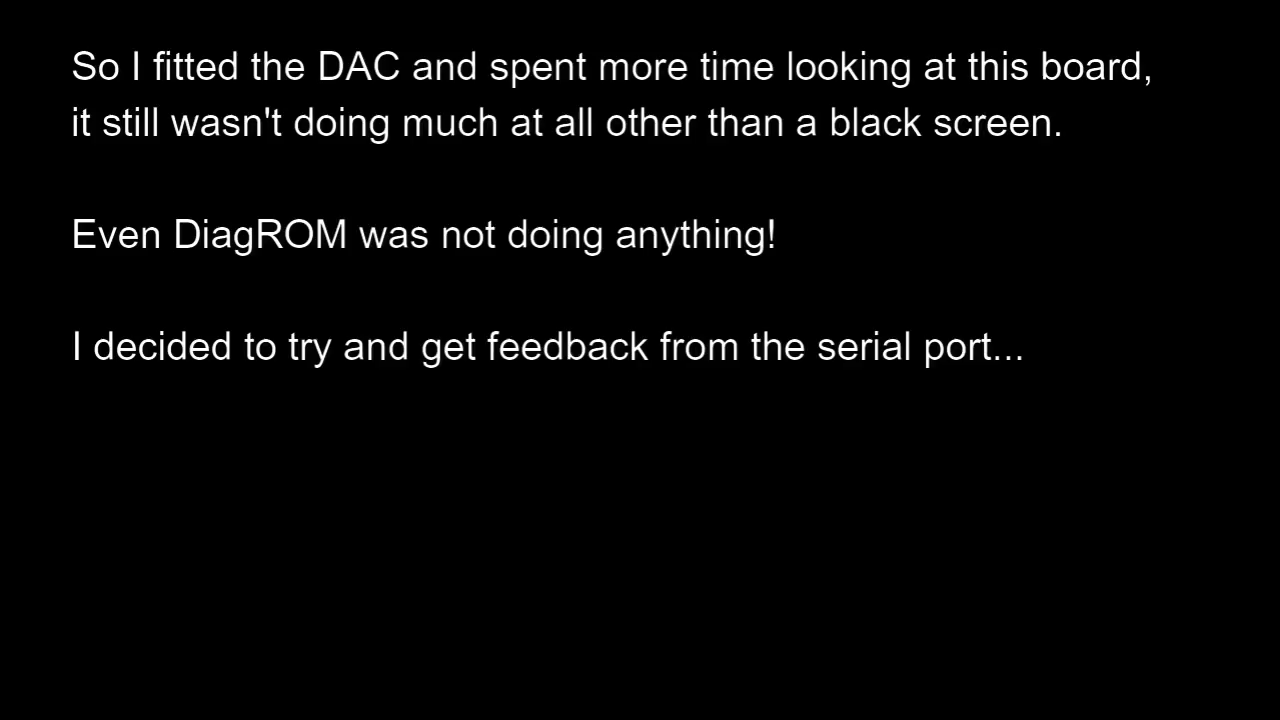 So I fitted the DAC and spent more time looking at this board,
it still wasn't doing much at all other than a black screen.
Even DiagROM was not doing anything!
I decided to try and get feedback from the serial port...